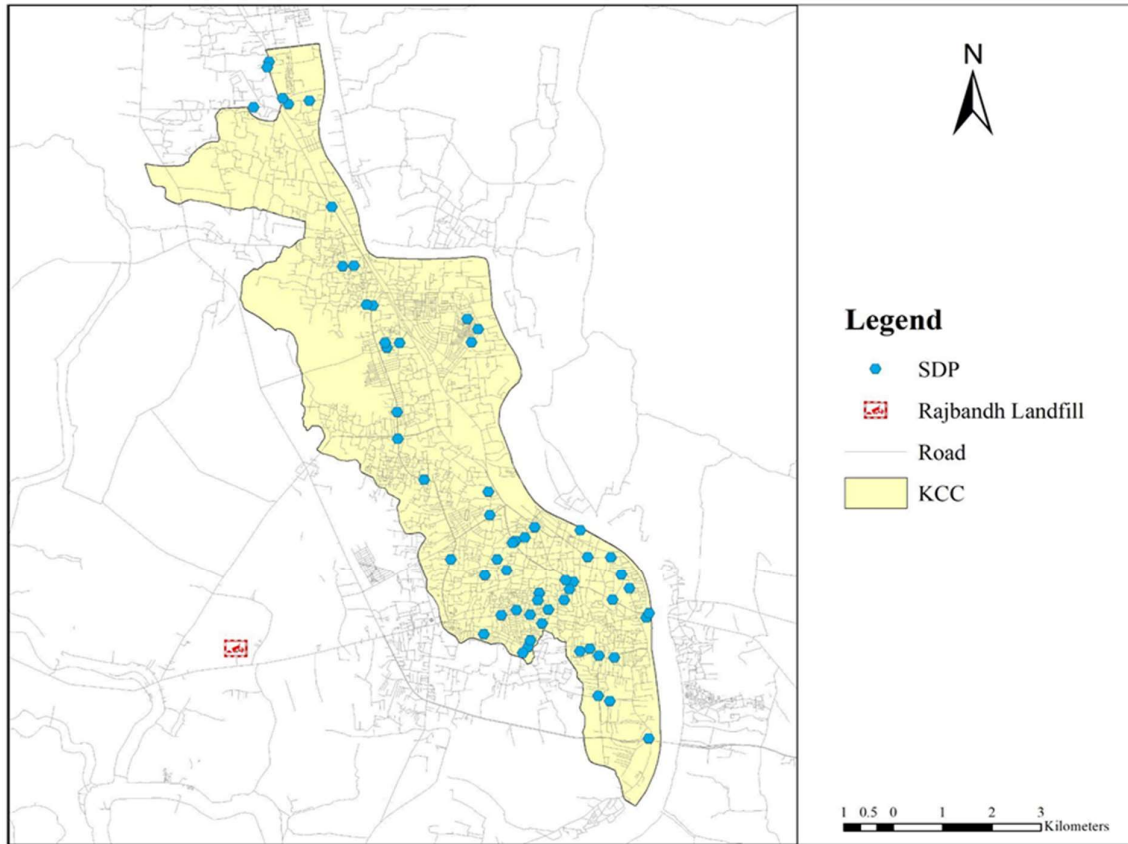 N
Legend
SDP
Rajbandh Landfill
Road
KCC
1 0.5 0 1 2 3
Kilometers